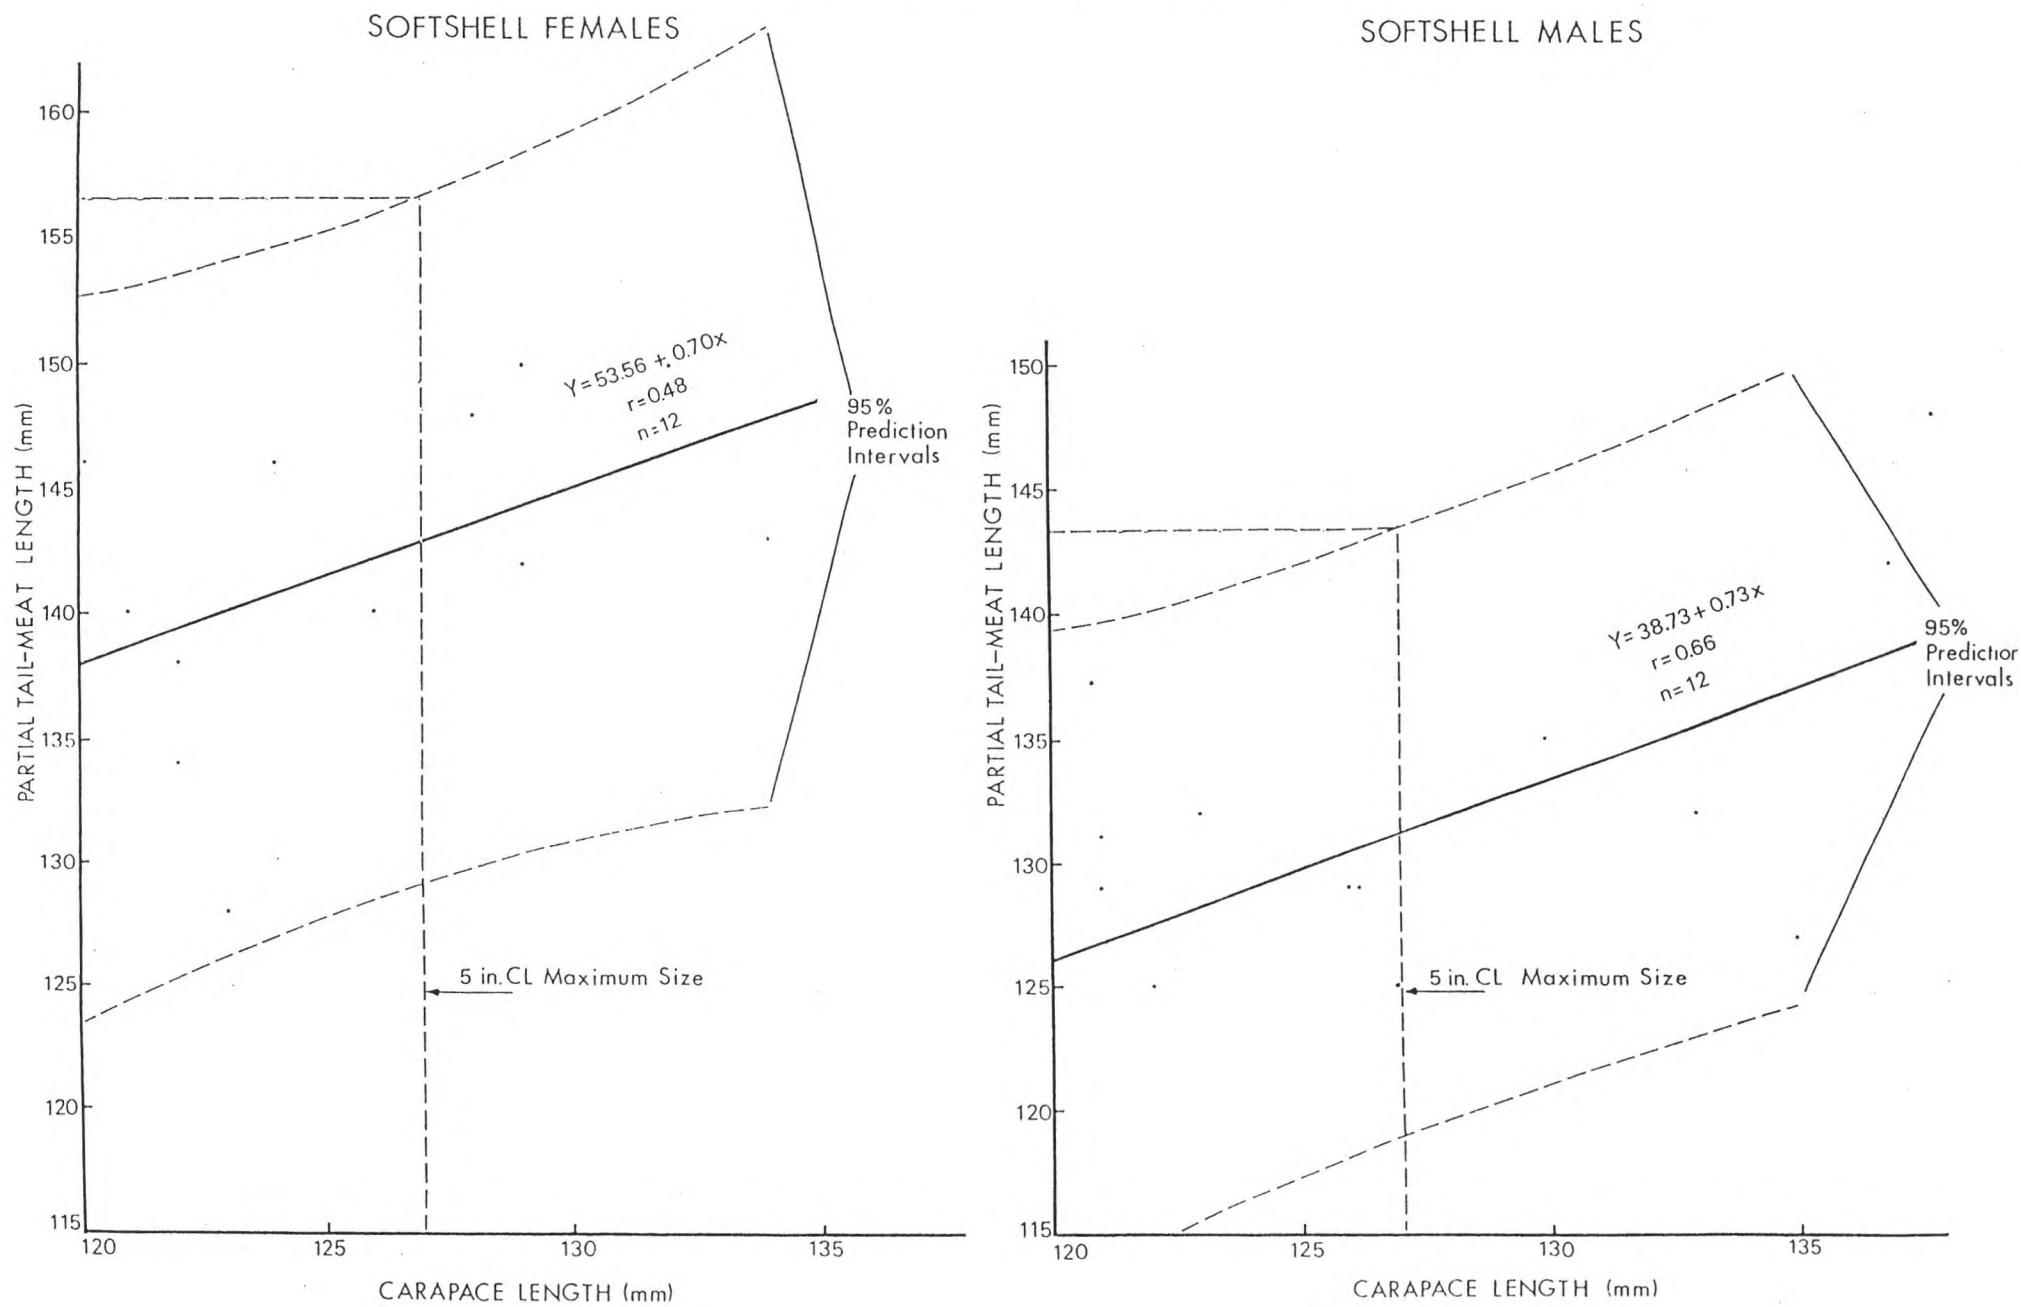 SOFTSHELL FEMALES
160
155
150
145
140
135
130
125
120
115
PARTIAL TAIL-MEAT LENGTH (mm)
Y=53.56 + 0.70x
r=0.48
n=12
95%
Prediction
Intervals
5 in. CL Maximum Size
120 125 130 135
CARAPACE LENGTH (mm)
SOFTSHELL MALES
150
145
140
135
130
125
120
115
PARTIAL TAIL-MEAT LENGTH (mm)
Y=38.73+0.73x
r=0.66
n=12
95%
Prediction
Intervals
5 in. CL Maximum Size
120 125 130 135
CARAPACE LENGTH (mm)